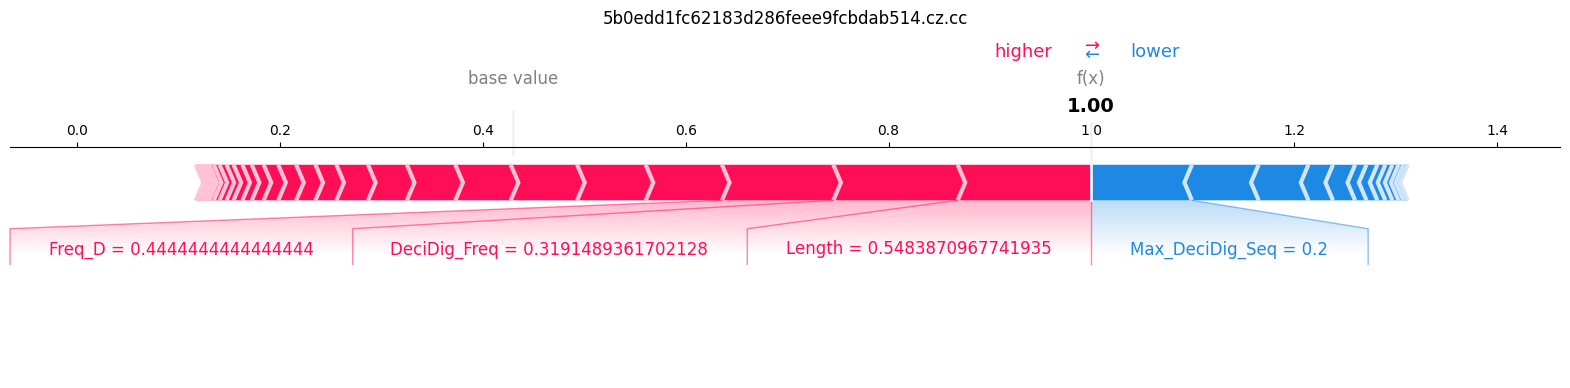 5b0edd1fc62183d286feee9fcbdab514.cz.cc
higher → ← lower
base value f(x)
1.00
0.0 0.2 0.4 0.6 0.8 1.0 1.2 1.4
Freq_D = 0.4444444444444444 DeciDig_Freq = 0.3191489361702128 Length = 0.5483870967741935 Max_DeciDig_Seq = 0.2